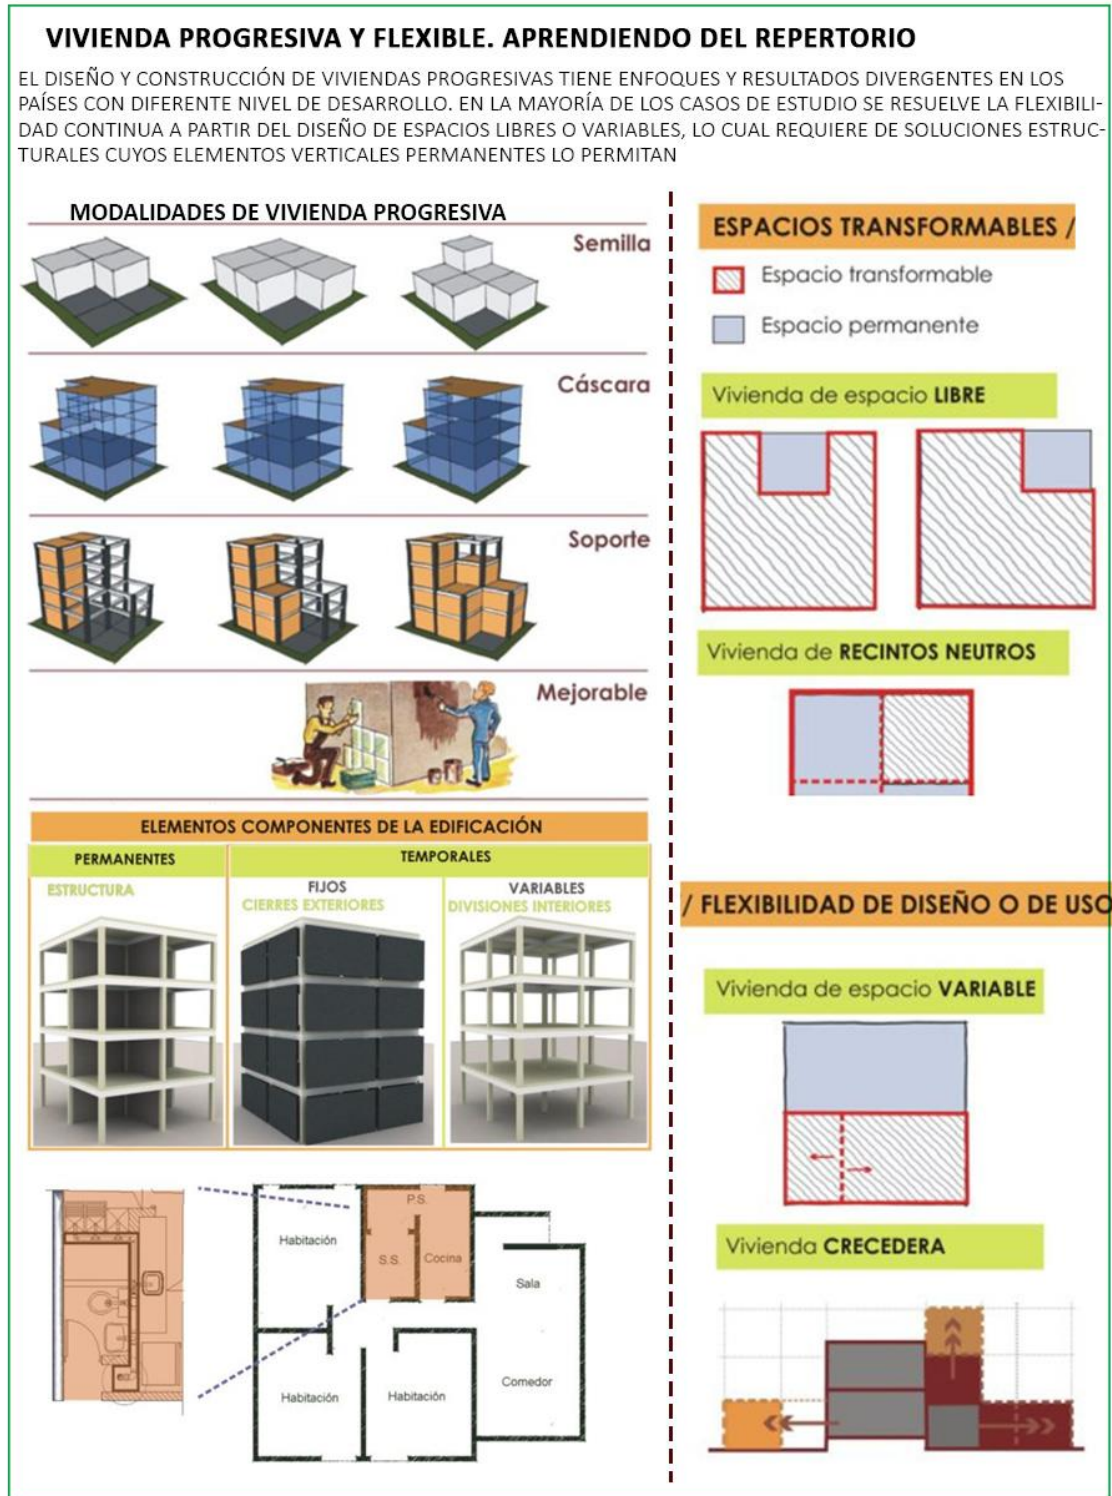 VIVIENDA PROGRESIVA Y FLEXIBLE. APRENDIENDO DEL REPERTORIO
EL DISEÑO Y CONSTRUCCIÓN DE VIVIENDAS PROGRESIVAS TIENE ENFOQUES Y RESULTADOS DIVERGENTES EN LOS
PAÍSES CON DIFERENTE NIVEL DE DESARROLLO. EN LA MAYORÍA DE LOS CASOS DE ESTUDIO SE RESUELVE LA FLEXIBILI-
DAD CONTINUA A PARTIR DEL DISEÑO DE ESPACIOS LIBRES O VARIABLES, LO CUAL REQUIERE DE SOLUCIONES ESTRUC-
TURALES CUYOS ELEMENTOS VERTICALES PERMANENTES LO PERMITAN
MODALIDADES DE VIVIENDA PROGRESIVA
Semilla
Cáscara
Soporte
Mejorable
ELEMENTOS COMPONENTES DE LA EDIFICACIÓN
PERMANENTES
TEMPORALES
ESTRUCTURA
FIJOS
CIERRES EXTERIORES
VARIABLES
DIVISIONES INTERIORES
P.S.
Habitación
S.S.
Cocina
Sala
Habitación
Habitación
Comedor
ESPACIOS TRANSFORMABLES /
Espacio transformable
Espacio permanente
Vivienda de espacio LIBRE
Vivienda de RECINTOS NEUTROS
/ FLEXIBILIDAD DE DISEÑO O DE USO
Vivienda de espacio VARIABLE
Vivienda CRECEDERA